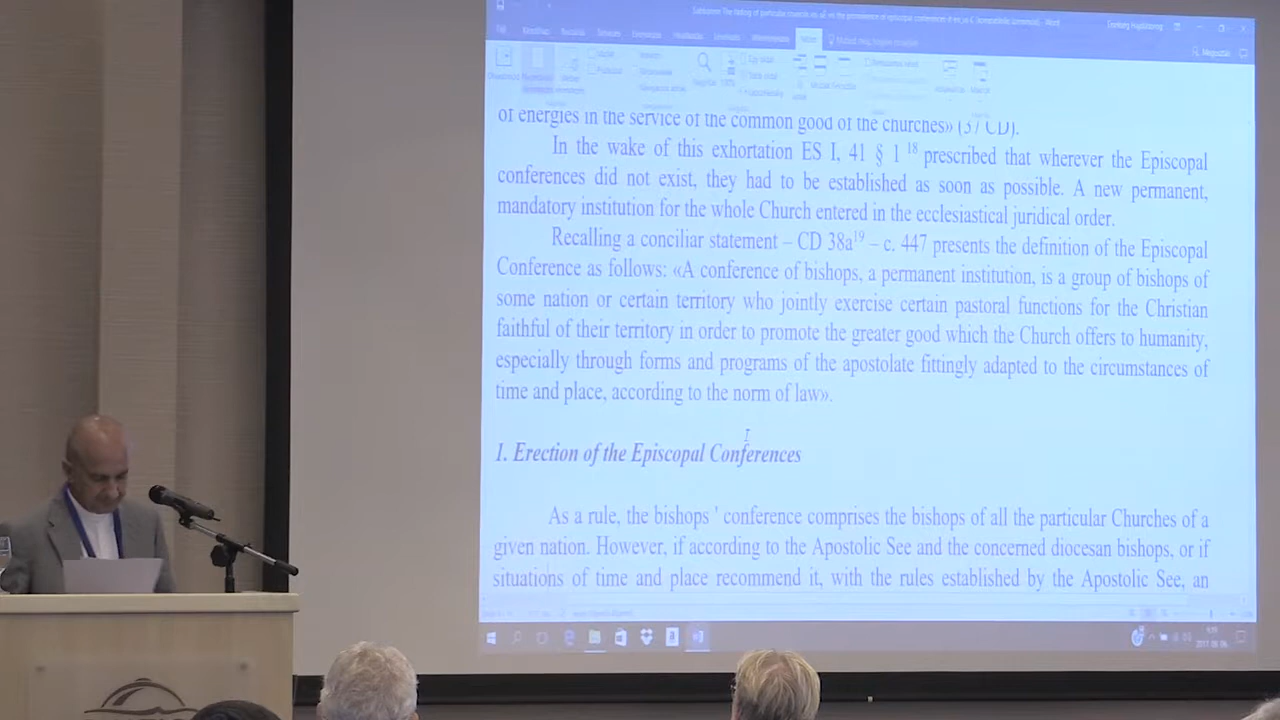 of energies in the service of the common good of the churches» (37 CD).
In the wake of this exhortation ES I, 41 § 1 18 prescribed that wherever the Episcopal
conferences did not exist, they had to be established as soon as possible. A new permanent,
mandatory institution for the whole Church entered in the ecclesiastical juridical order.
Recalling a conciliar statement – CD 38a19 – c. 447 presents the definition of the Episcopal
Conference as follows: «A conference of bishops, a permanent institution, is a group of bishops of
some nation or certain territory who jointly exercise certain pastoral functions for the Christian
faithful of their territory in order to promote the greater good which the Church offers to humanity,
especially through forms and programs of the apostolate fittingly adapted to the circumstances of
time and place, according to the norm of law».
1. Erection of the Episcopal Conferences
As a rule, the bishops ' conference comprises the bishops of all the particular Churches of a
given nation. However, if according to the Apostolic See and the concerned diocesan bishops, or if
situations of time and place recommend it, with the rules established by the Apostolic See, an